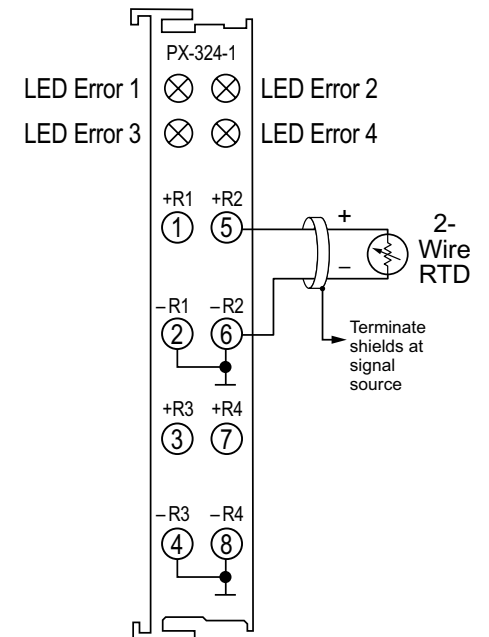 PX-324-1
LED Error 1
LED Error 2
LED Error 3
LED Error 4
+R1
+R2
1
5
+
–
2-
Wire
RTD
–R1
–R2
2
6
Terminate
shields at
signal
source
+R3
+R4
3
7
–R3
–R4
4
8